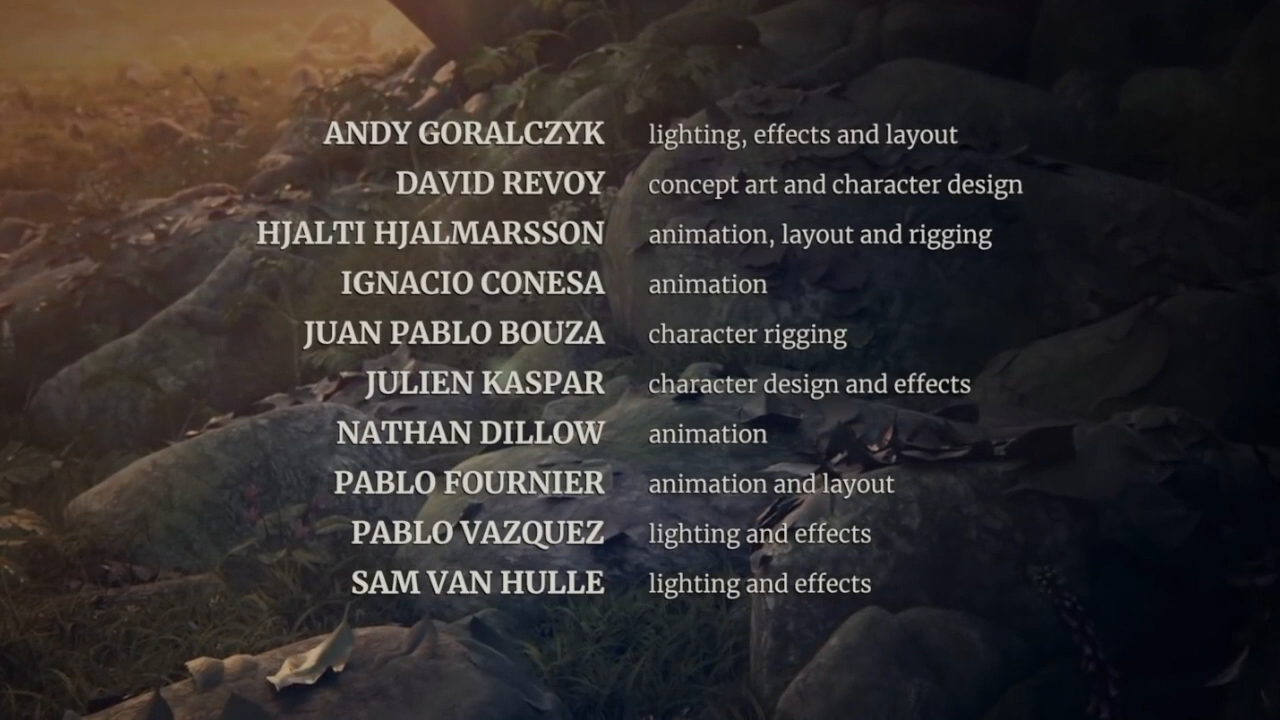 ANDY GORALCZYK lighting, effects and layout
DAVID REVOY concept art and character design
HJALTI HJALMARSSON animation, layout and rigging
IGNACIO CONESA animation
JUAN PABLO BOUZA character rigging
JULIEN KASPAR character design and effects
NATHAN DILLOW animation
PABLO FOURNIER animation and layout
PABLO VAZQUEZ lighting and effects
SAM VAN HULLE lighting and effects